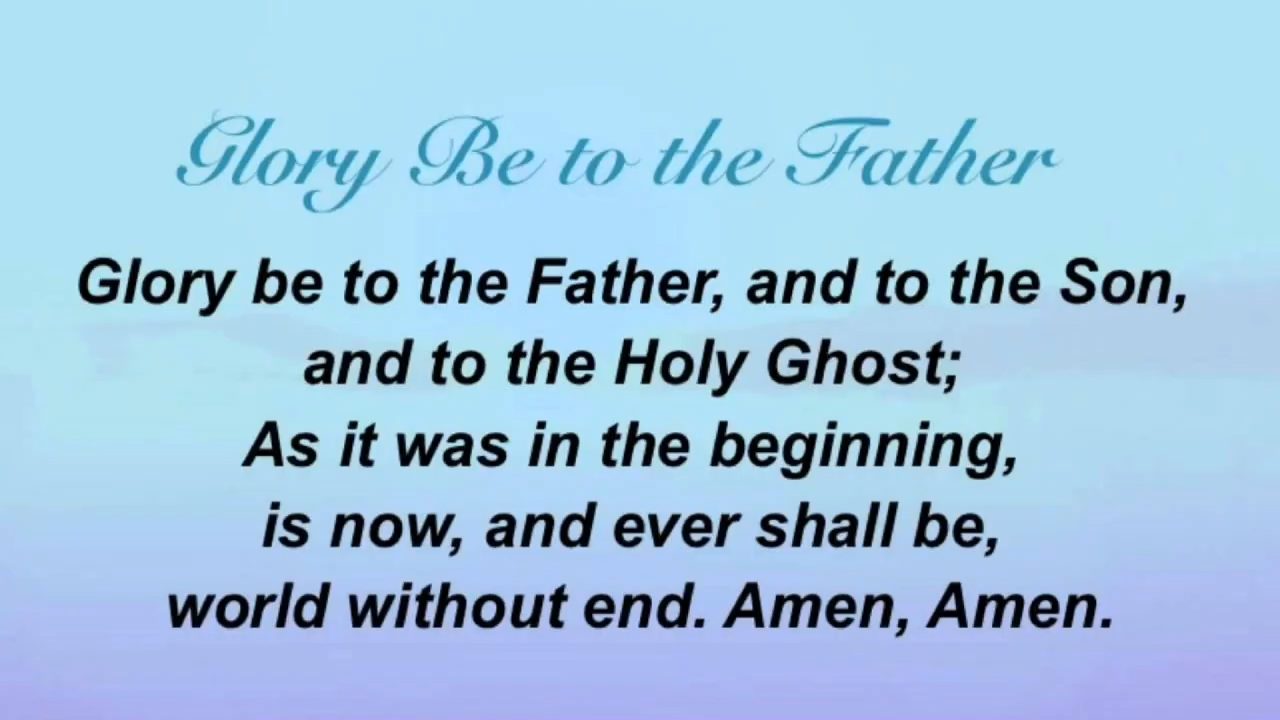 Glory Be to the Father
Glory be to the Father, and to the Son,
and to the Holy Ghost;
As it was in the beginning,
is now, and ever shall be,
world without end. Amen, Amen.